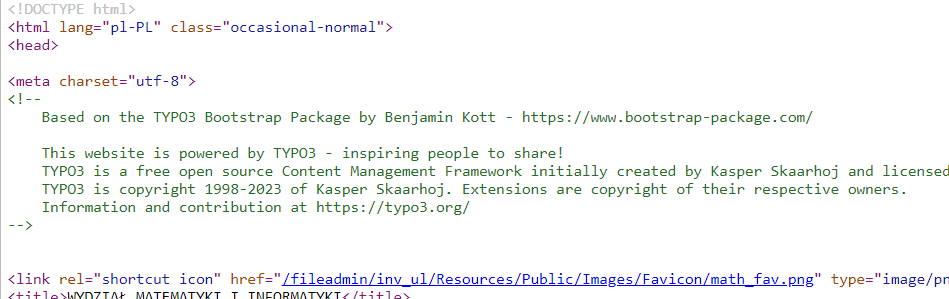 <!DOCTYPE html>
<html lang="pl-PL" class="occasional-normal">
<head>
<meta charset="utf-8">
<!--
Based on the TYPO3 Bootstrap Package by Benjamin Kott - https://www.bootstrap-package.com/
This website is powered by TYPO3 - inspiring people to share!
TYPO3 is a free open source Content Management Framework initially created by Kasper Skaarhoj and licensed
TYPO3 is copyright 1998-2023 of Kasper Skaarhoj. Extensions are copyright of their respective owners.
Information and contribution at https://typo3.org/
-->
<link rel="shortcut icon" href="/fileadmin/inv_ul/Resources/Public/Images/Favicon/math_fav.png" type="image/pn
<title>WYDZIAŁ MATEMATYKI I INFORMATYKI</title>